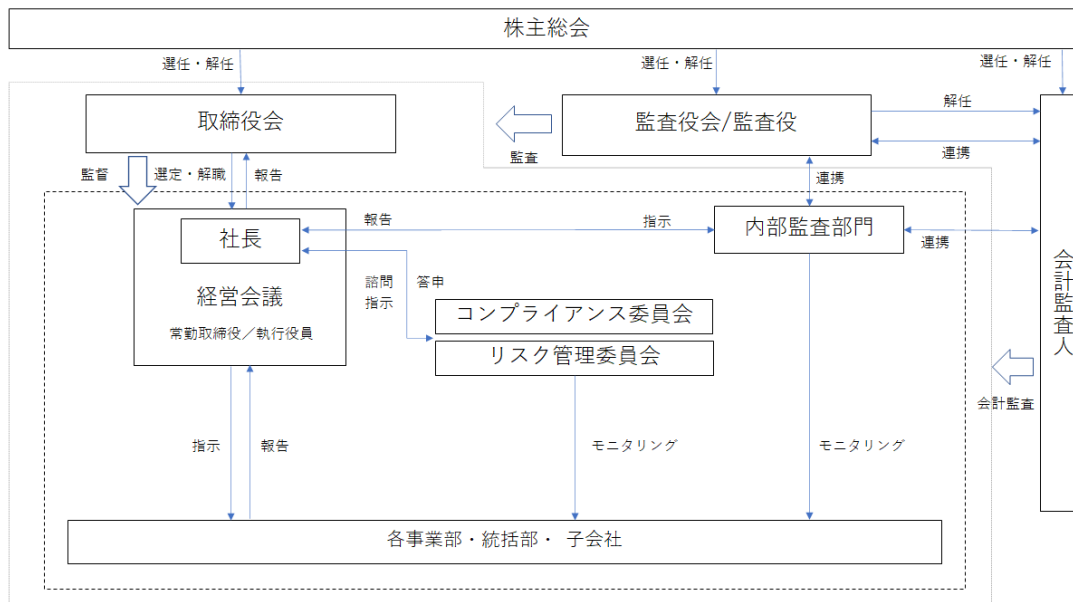 株主総会
選任・解任
選任・解任
選任・解任
取締役会
監査役会/監査役
解任
監査
連携
監督
選定・解職
報告
連携
社長
報告
指示
内部監査部門
連携
経営会議
常勤取締役／執行役員
諮問
答申
指示
コンプライアンス委員会
リスク管理委員会
会計監査人
会計監査
指示
報告
モニタリング
モニタリング
各事業部・統括部・ 子会社